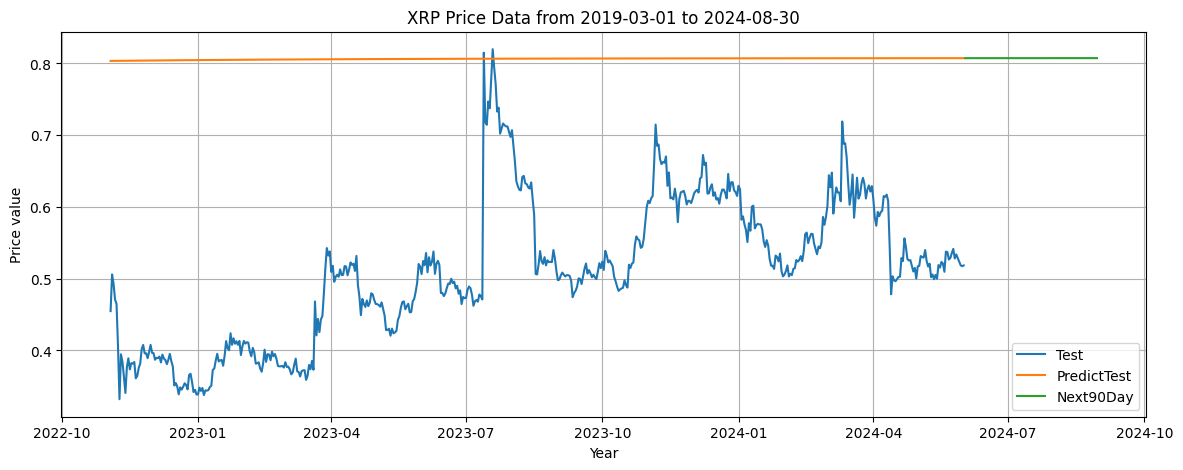 XRP Price Data from 2019-03-01 to 2024-08-30
Price value
0.8
0.7
0.6
0.5
0.4
Test
PredictTest
Next90Day
2022-10
2023-01
2023-04
2023-07
2023-10
2024-01
2024-04
2024-07
2024-10
Year